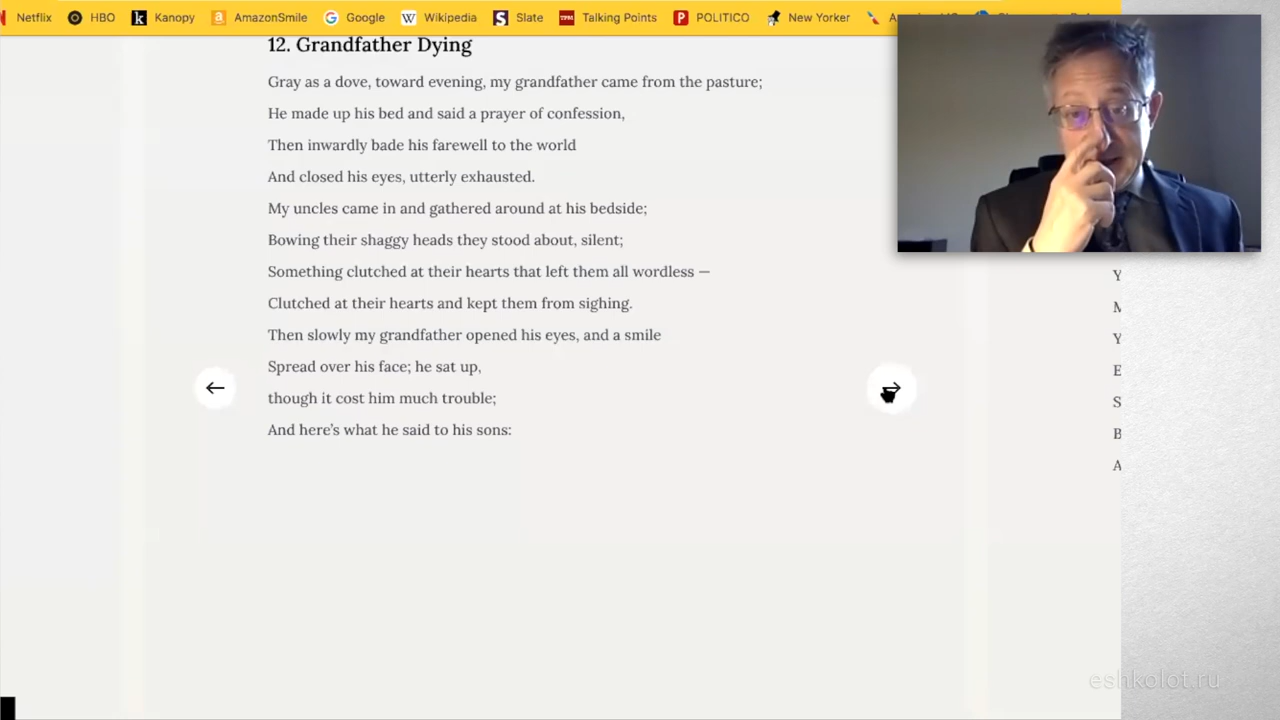 Netflix HBO Kanopy AmazonSmile Google Wikipedia Slate TPM Talking Points POLITICO New Yorker
12. Grandfather Dying
Gray as a dove, toward evening, my grandfather came from the pasture;
He made up his bed and said a prayer of confession,
Then inwardly bade his farewell to the world
And closed his eyes, utterly exhausted.
My uncles came in and gathered around at his bedside;
Bowing their shaggy heads they stood about, silent;
Something clutched at their hearts that left them all wordless —
Clutched at their hearts and kept them from sighing.
Then slowly my grandfather opened his eyes, and a smile
Spread over his face; he sat up,
though it cost him much trouble;
And here’s what he said to his sons:
Y
M
Y
E
S
B
A
eshkolot.ru